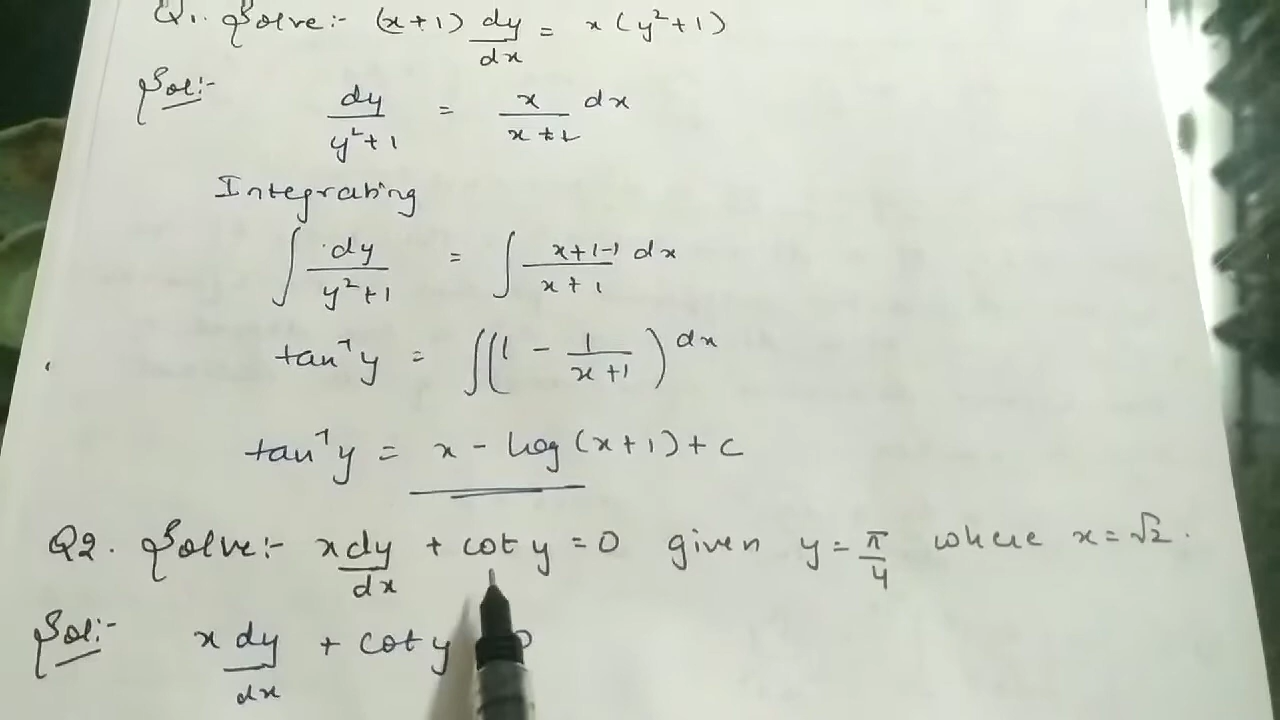 Q1. Solve:- (x+1) dy/dx = x(y²+1)
Sol:- dy/y²+1 = x/x+1 dx
Integrating
∫ dy/y²+1 = ∫ x+1-1/x+1 dx
tan⁻¹y = ∫(1 - 1/x+1) dx
tan⁻¹y = x - log(x+1)+c
Q2. Solve:- x dy/dx + cot y = 0 given y = π/4 where x = √2.
Sol:- x dy/dx + cot y 0